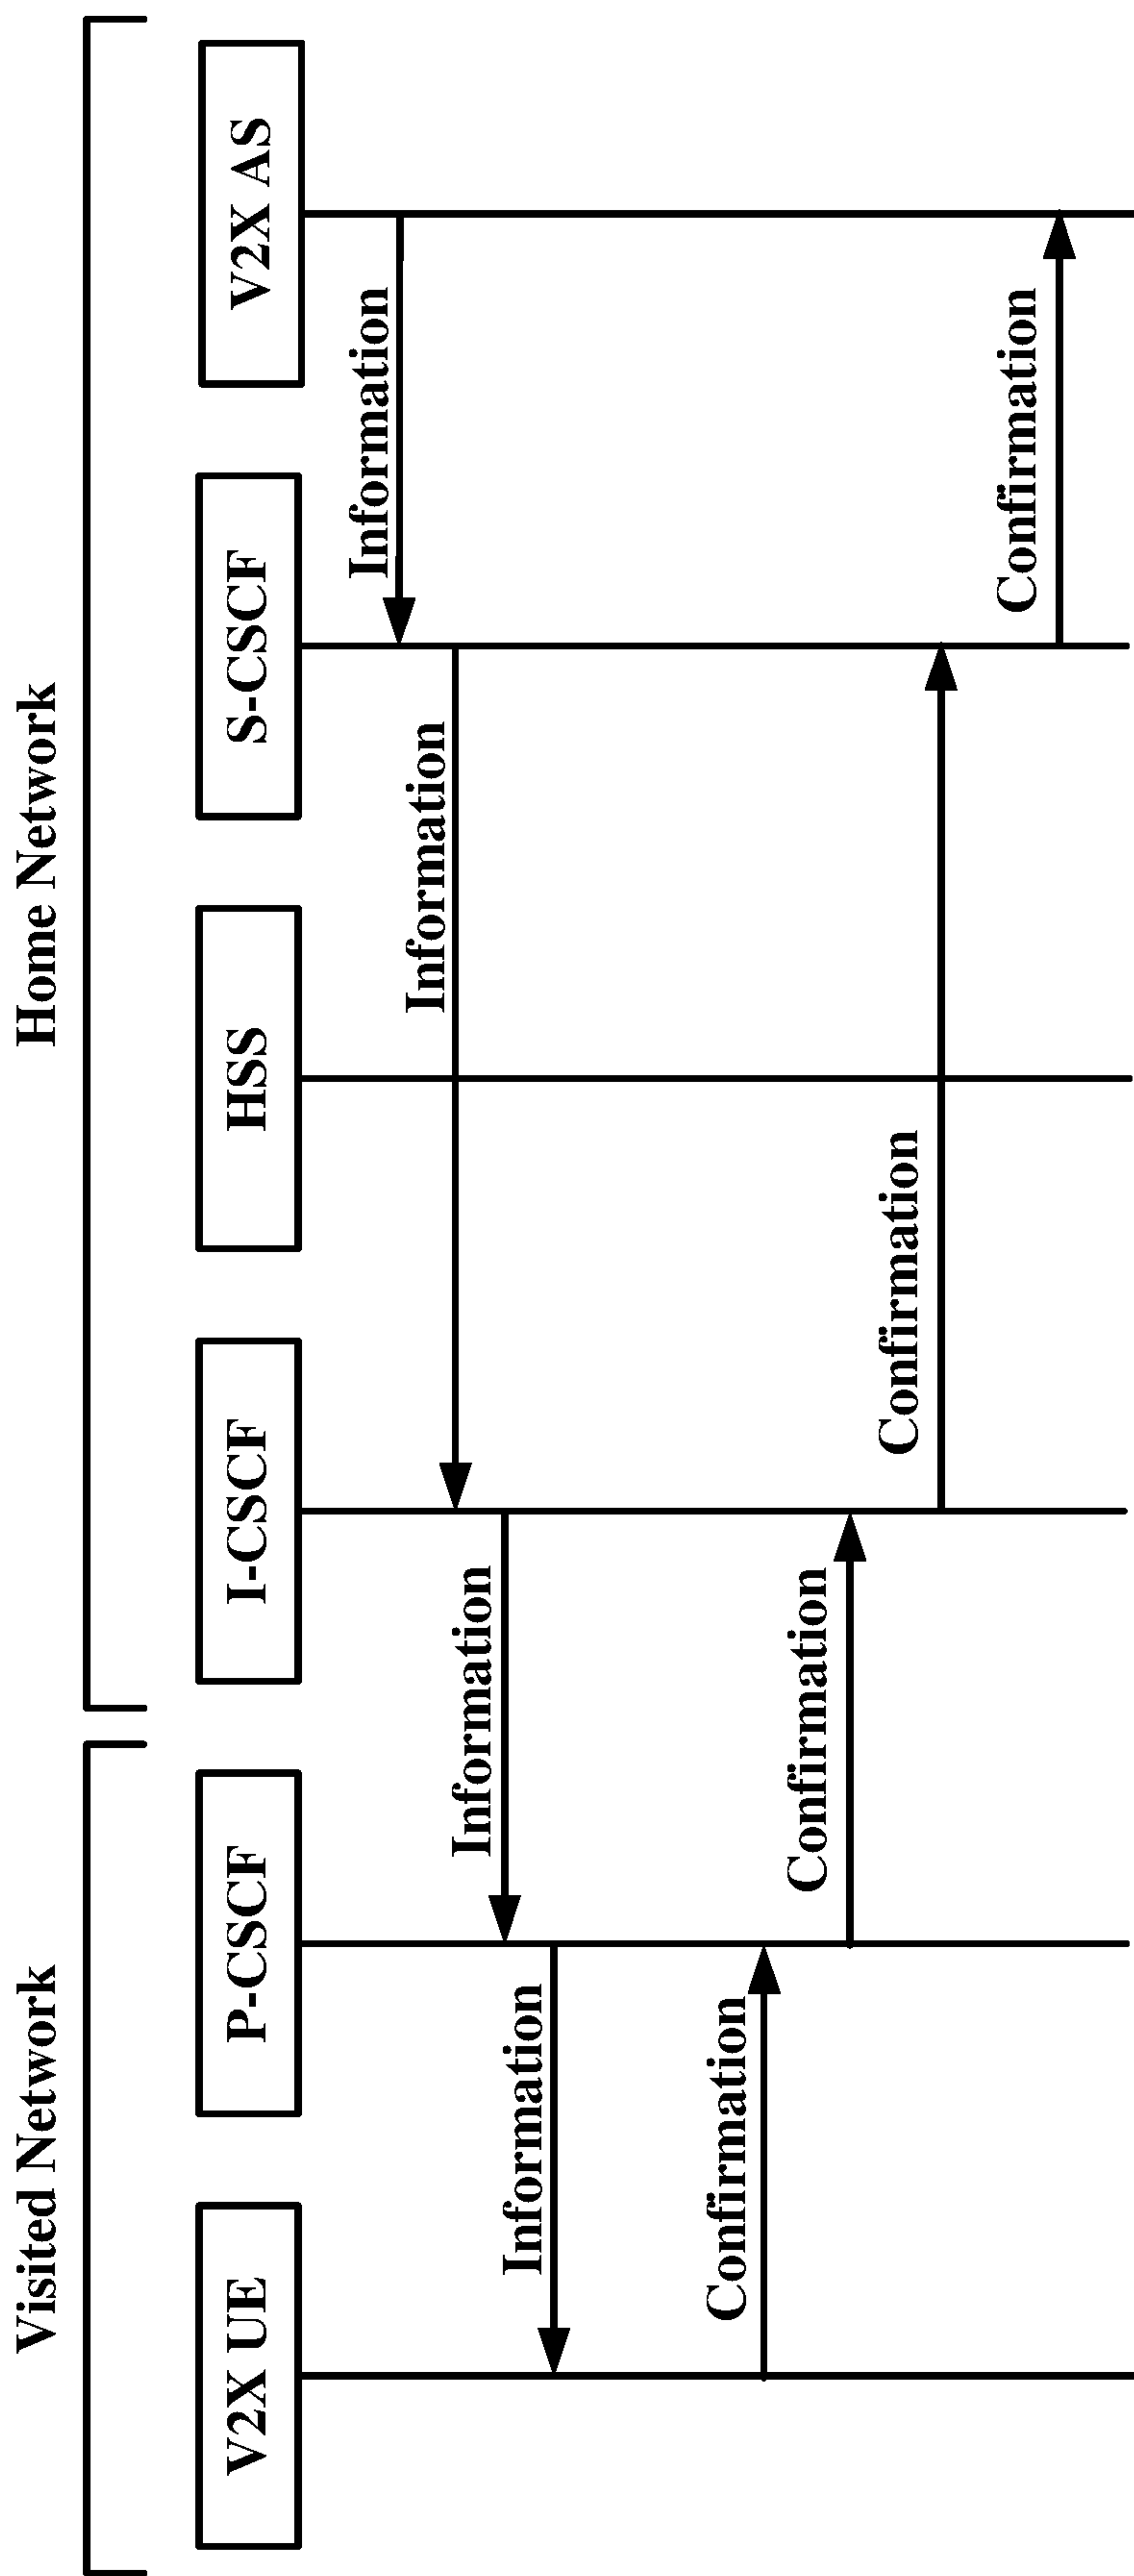 Visited Network
Home Network
V2X UE
P-CSCF
I-CSCF
HSS
S-CSCF
V2X AS
Information
Information
Information
Information
Confirmation
Confirmation
Confirmation
Confirmation